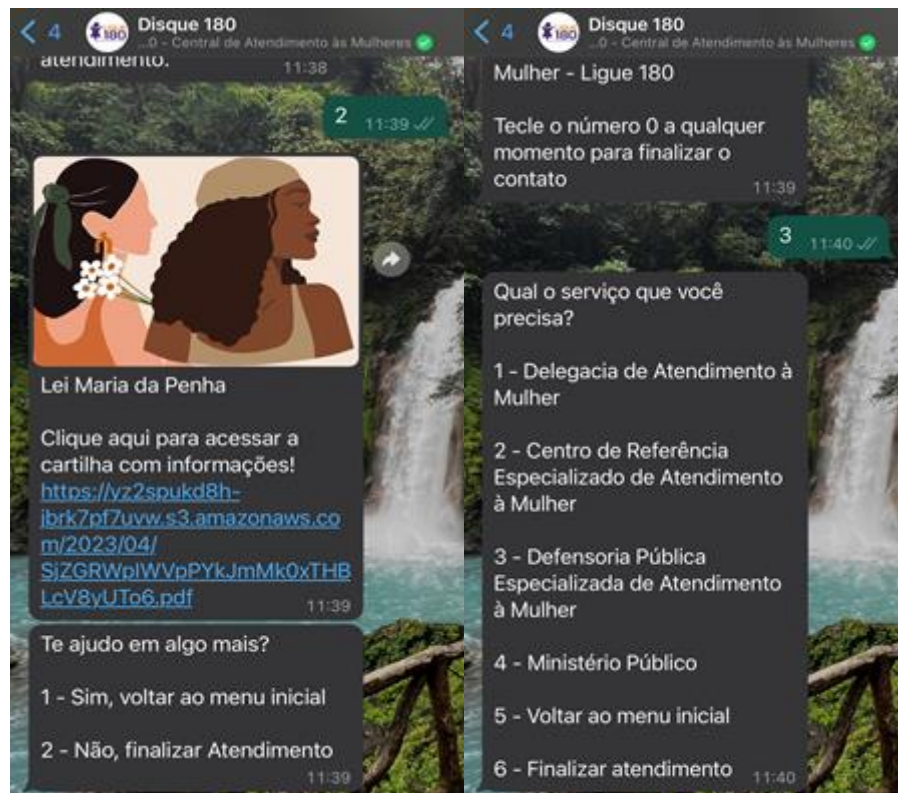 4
180
Disque 180
...0 - Central de Atendimento às Mulheres
atendimento.
11:38
2
11:39
Lei Maria da Penha
Clique aqui para acessar a
cartilha com informações!
https://yz2spukd8h-
jbrk7pf7uvw.s3.amazonaws.co
m/2023/04/
SjZGRWpIWVpPYkJmMk0xTHB
LcV8yUTo6.pdf
11:39
Te ajudo em algo mais?
1 - Sim, voltar ao menu inicial
2 - Não, finalizar Atendimento
11:39
4
180
Disque 180
...0 - Central de Atendimento às Mulheres
Mulher - Ligue 180
Tecle o número 0 a qualquer
momento para finalizar o
contato
11:39
3
11:40
Qual o serviço que você
precisa?
1 - Delegacia de Atendimento à
Mulher
2 - Centro de Referência
Especializado de Atendimento
à Mulher
3 - Defensoria Pública
Especializada de Atendimento
à Mulher
4 - Ministério Público
5 - Voltar ao menu inicial
6 - Finalizar atendimento
11:40